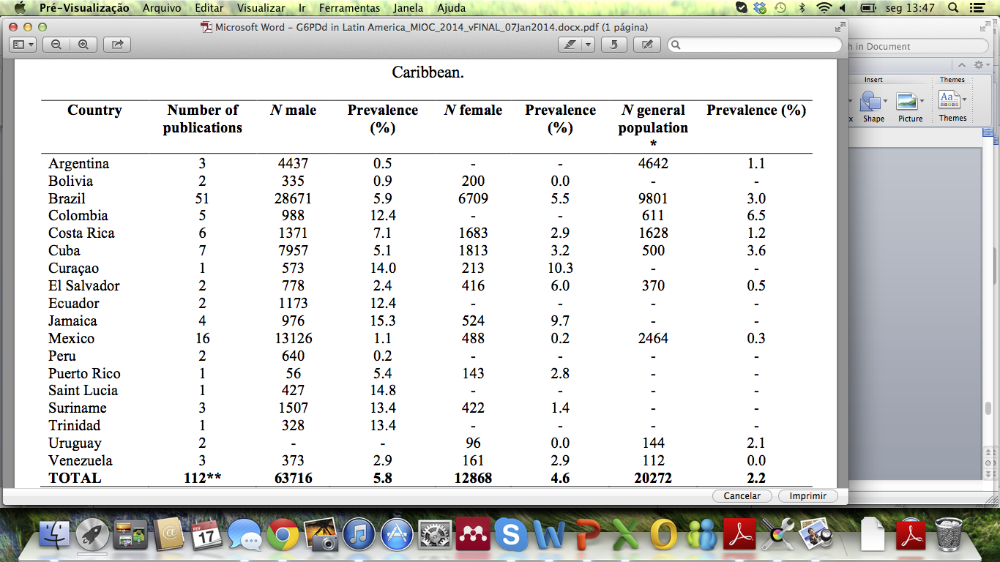 Pré-Visualização Arquivo Editar Visualizar Ir Ferramentas Janela Ajuda seg 13:47
Microsoft Word - G6PDd in Latin America_MIOC_2014_vFINAL_07Jan2014.docx.pdf (1 página)
h in Document
Insert Themes
x Shape Picture Themes
Caribbean.
Country Number of publications N male Prevalence (%) N female Prevalence (%) N general population * Prevalence (%)
Argentina 3 4437 0.5 - - 4642 1.1
Bolivia 2 335 0.9 200 0.0 - -
Brazil 51 28671 5.9 6709 5.5 9801 3.0
Colombia 5 988 12.4 - - 611 6.5
Costa Rica 6 1371 7.1 1683 2.9 1628 1.2
Cuba 7 7957 5.1 1813 3.2 500 3.6
Curaçao 1 573 14.0 213 10.3 - -
El Salvador 2 778 2.4 416 6.0 370 0.5
Ecuador 2 1173 12.4 - - - -
Jamaica 4 976 15.3 524 9.7 - -
Mexico 16 13126 1.1 488 0.2 2464 0.3
Peru 2 640 0.2 - - - -
Puerto Rico 1 56 5.4 143 2.8 - -
Saint Lucia 1 427 14.8 - - - -
Suriname 3 1507 13.4 422 1.4 - -
Trinidad 1 328 13.4 - - - -
Uruguay 2 - - 96 0.0 144 2.1
Venezuela 3 373 2.9 161 2.9 112 0.0
TOTAL 112** 63716 5.8 12868 4.6 20272 2.2
Cancelar Imprimir
FEV
17